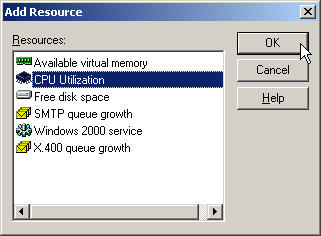 Add Resource
Resources:
Available virtual memory
CPU Utilization
Free disk space
SMTP queue growth
Windows 2000 service
X.400 queue growth
OK
Cancel
Help